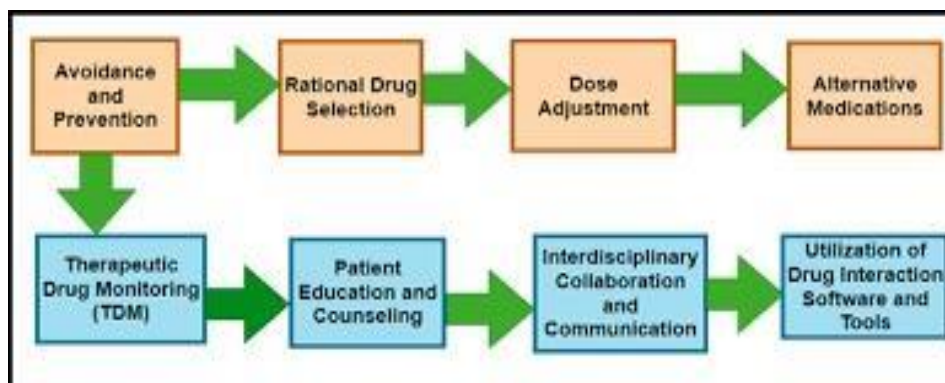 Avoidance
and
Prevention
Rational Drug
Selection
Dose
Adjustment
Alternative
Medications
Therapeutic
Drug Monitoring
(TDM)
Patient
Education and
Counseling
Interdisciplinary
Collaboration
and
Communication
Utilization of
Drug Interaction
Software and
Tools